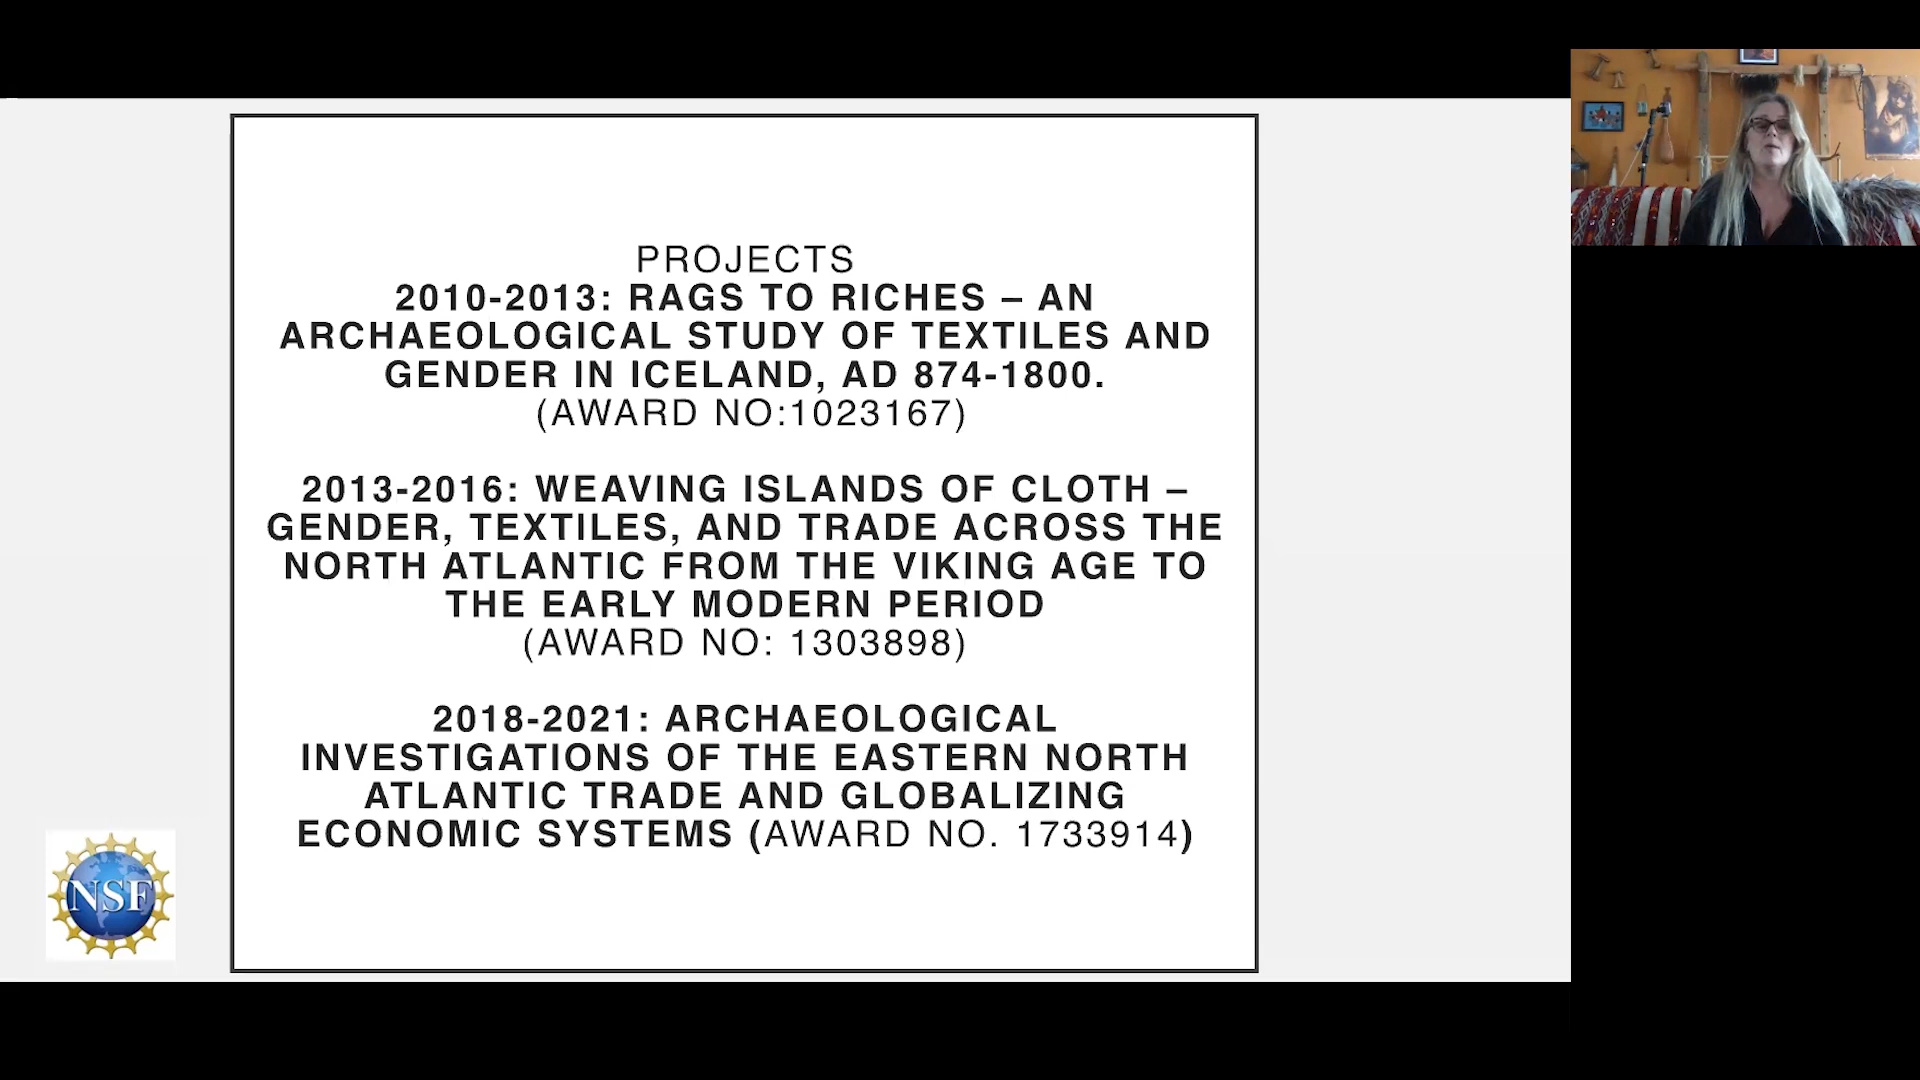 PROJECTS
2010-2013: RAGS TO RICHES – AN
ARCHAEOLOGICAL STUDY OF TEXTILES AND
GENDER IN ICELAND, AD 874-1800.
(AWARD NO:1023167)
2013-2016: WEAVING ISLANDS OF CLOTH –
GENDER, TEXTILES, AND TRADE ACROSS THE
NORTH ATLANTIC FROM THE VIKING AGE TO
THE EARLY MODERN PERIOD
(AWARD NO: 1303898)
2018-2021: ARCHAEOLOGICAL
INVESTIGATIONS OF THE EASTERN NORTH
ATLANTIC TRADE AND GLOBALIZING
ECONOMIC SYSTEMS (AWARD NO. 1733914)
NSF